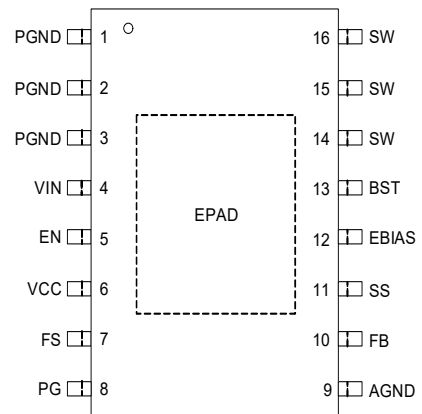 PGND 1 16 SW
PGND 2 15 SW
PGND 3 14 SW
VIN 4 13 BST
EPAD
EN 5 12 EBIAS
VCC 6 11 SS
FS 7 10 FB
PG 8 9 AGND